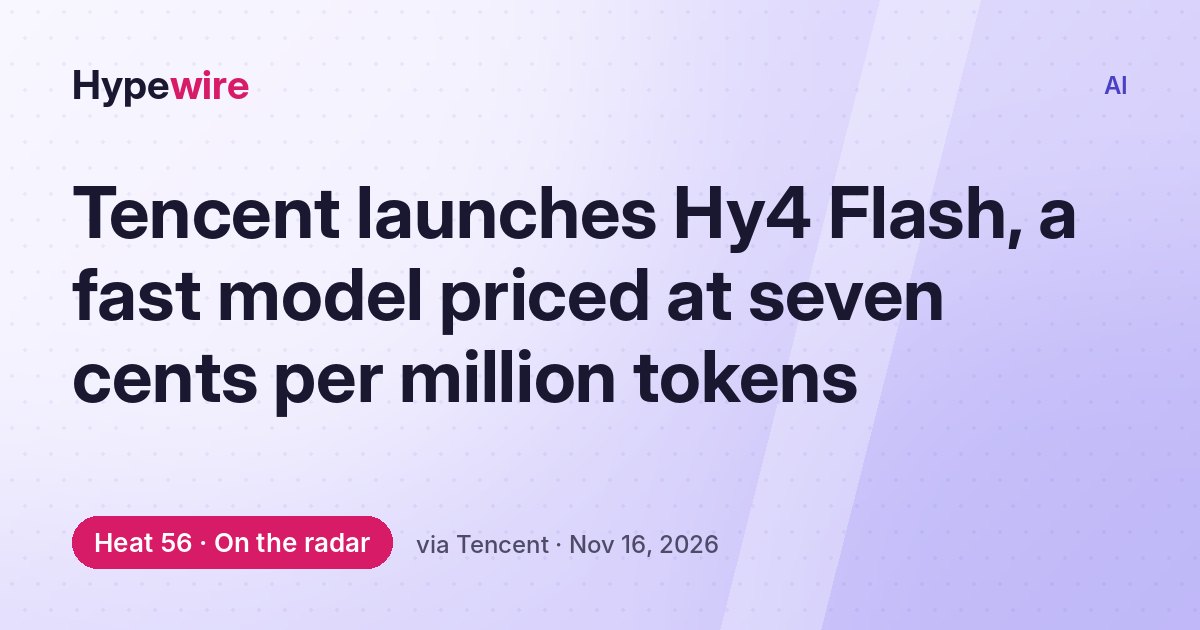 Hypewire
AI
Tencent launches Hy4 Flash, a
fast model priced at seven
cents per million tokens
Heat 56 · On the radar
via Tencent · Nov 16, 2026